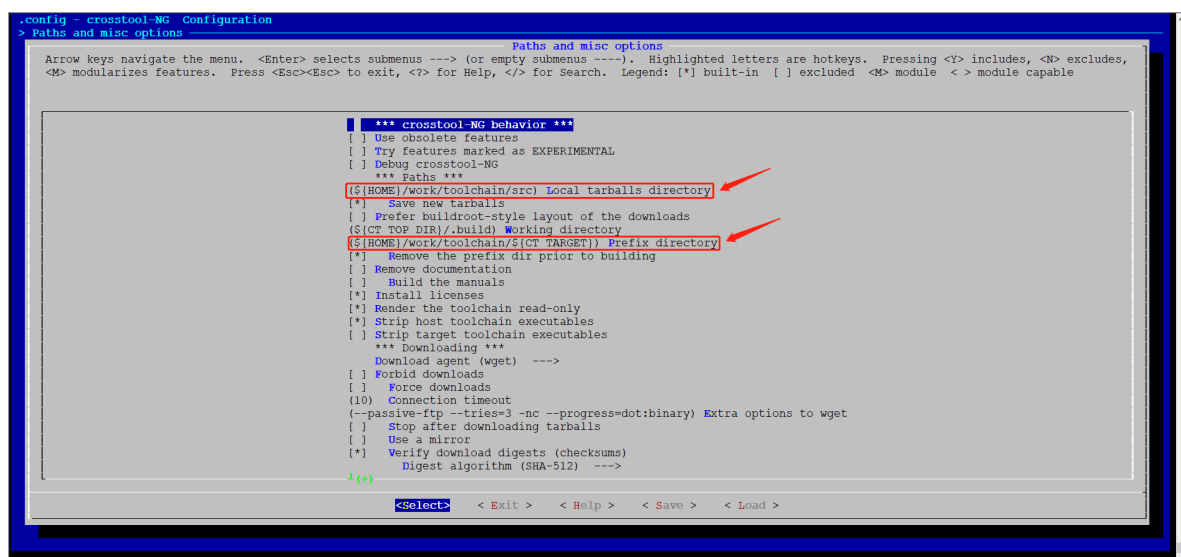 .config - crosstool-NG  Configuration
> Paths and misc options
Paths and misc options
Arrow keys navigate the menu.  <Enter> selects submenus ---> (or empty submenus ----).  Highlighted letters are hotkeys.  Pressing <Y> includes, <N> excludes,
<M> modularizes features.  Press <Esc><Esc> to exit, <?> for Help, </> for Search.  Legend: [*] built-in  [ ] excluded  <M> module  < > module capable
*** crosstool-NG behavior ***
[ ] Use obsolete features
[ ] Try features marked as EXPERIMENTAL
[ ] Debug crosstool-NG
*** Paths ***
(${HOME}/work/toolchain/src) Local tarballs directory
[*]   Save new tarballs
[ ] Prefer buildroot-style layout of the downloads
(${CT_TOP_DIR}/.build) Working directory
(${HOME}/work/toolchain/${CT_TARGET}) Prefix directory
[*]   Remove the prefix dir prior to building
[ ] Remove documentation
[ ]   Build the manuals
[*] Install licenses
[*] Render the toolchain read-only
[*] Strip host toolchain executables
[ ] Strip target toolchain executables
*** Downloading ***
Download agent (wget)  --->
[ ] Forbid downloads
[ ]   Force downloads
(10)  Connection timeout
(--passive-ftp --tries=3 -nc --progress=dot:binary) Extra options to wget
[ ]   Stop after downloading tarballs
[ ]   Use a mirror
[*]   Verify download digests (checksums)
Digest algorithm (SHA-512)  --->
(+)
<Select>    < Exit >    < Help >    < Save >    < Load >